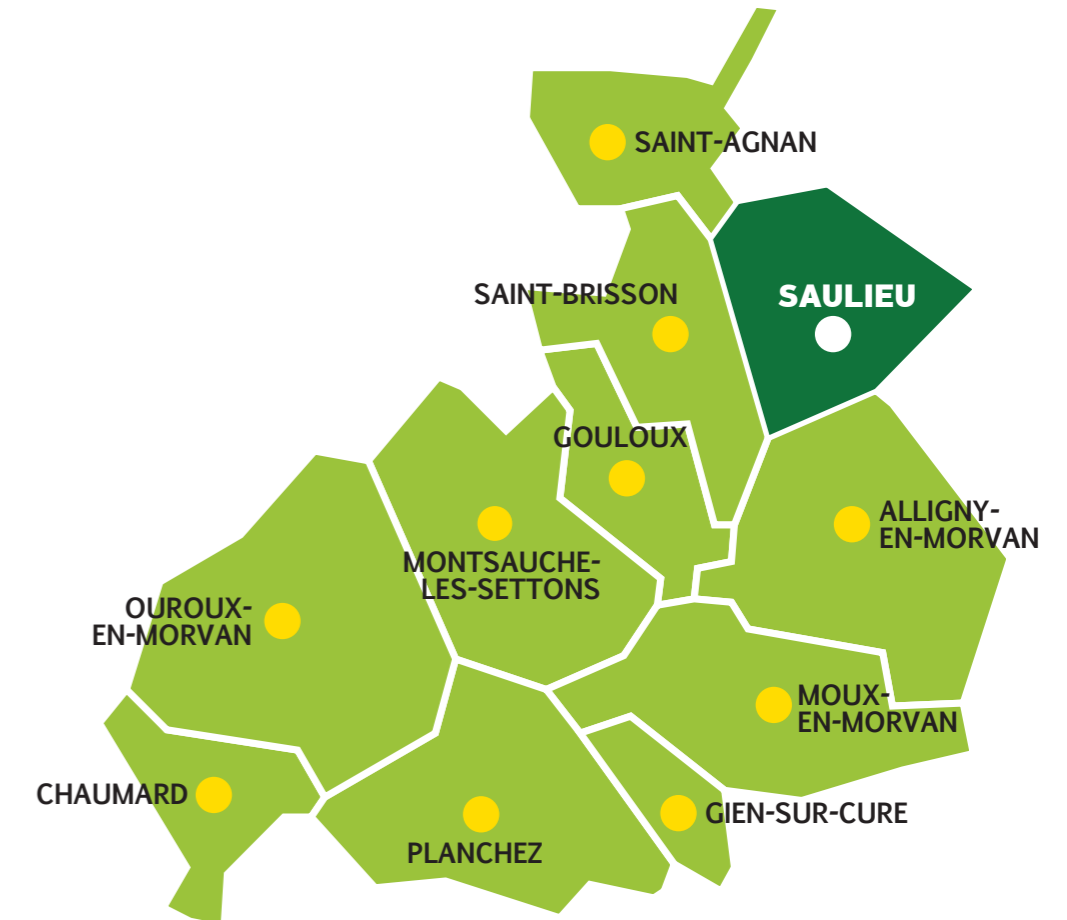 SAINT-AGNAN
SAINT-BRISSON
SAULIEU
GOULOUX
ALLIGNY-
EN-MORVAN
MONTSAUCHE-
LES-SETTONS
OUROUX-
EN-MORVAN
MOUX-
EN-MORVAN
CHAUMARD
GIEN-SUR-CURE
PLANCHEZ